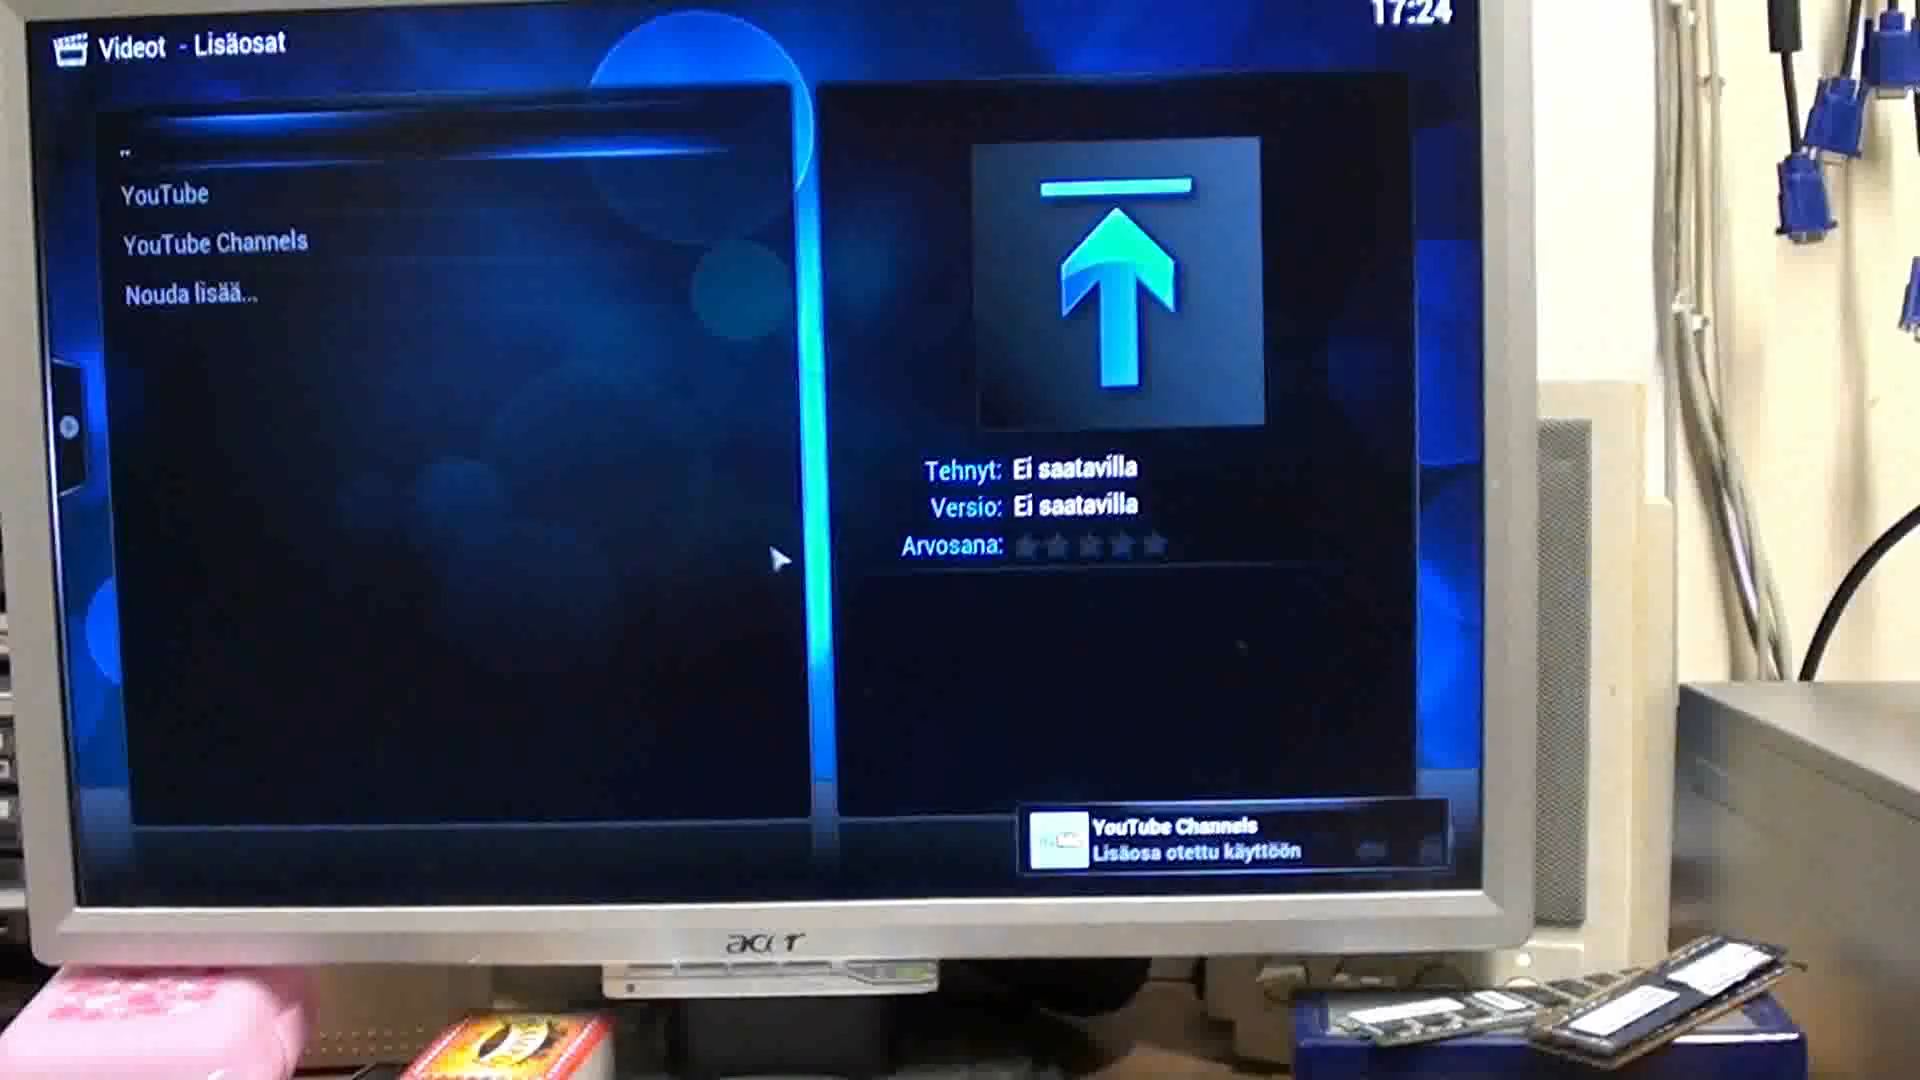 Videot - Lisäosat
17:24
..
YouTube
YouTube Channels
Nouda lisää...
Tehnyt: Ei saatavilla
Versio: Ei saatavilla
Arvosana:
YouTube Channels
Lisäosa otettu käyttöön
acer